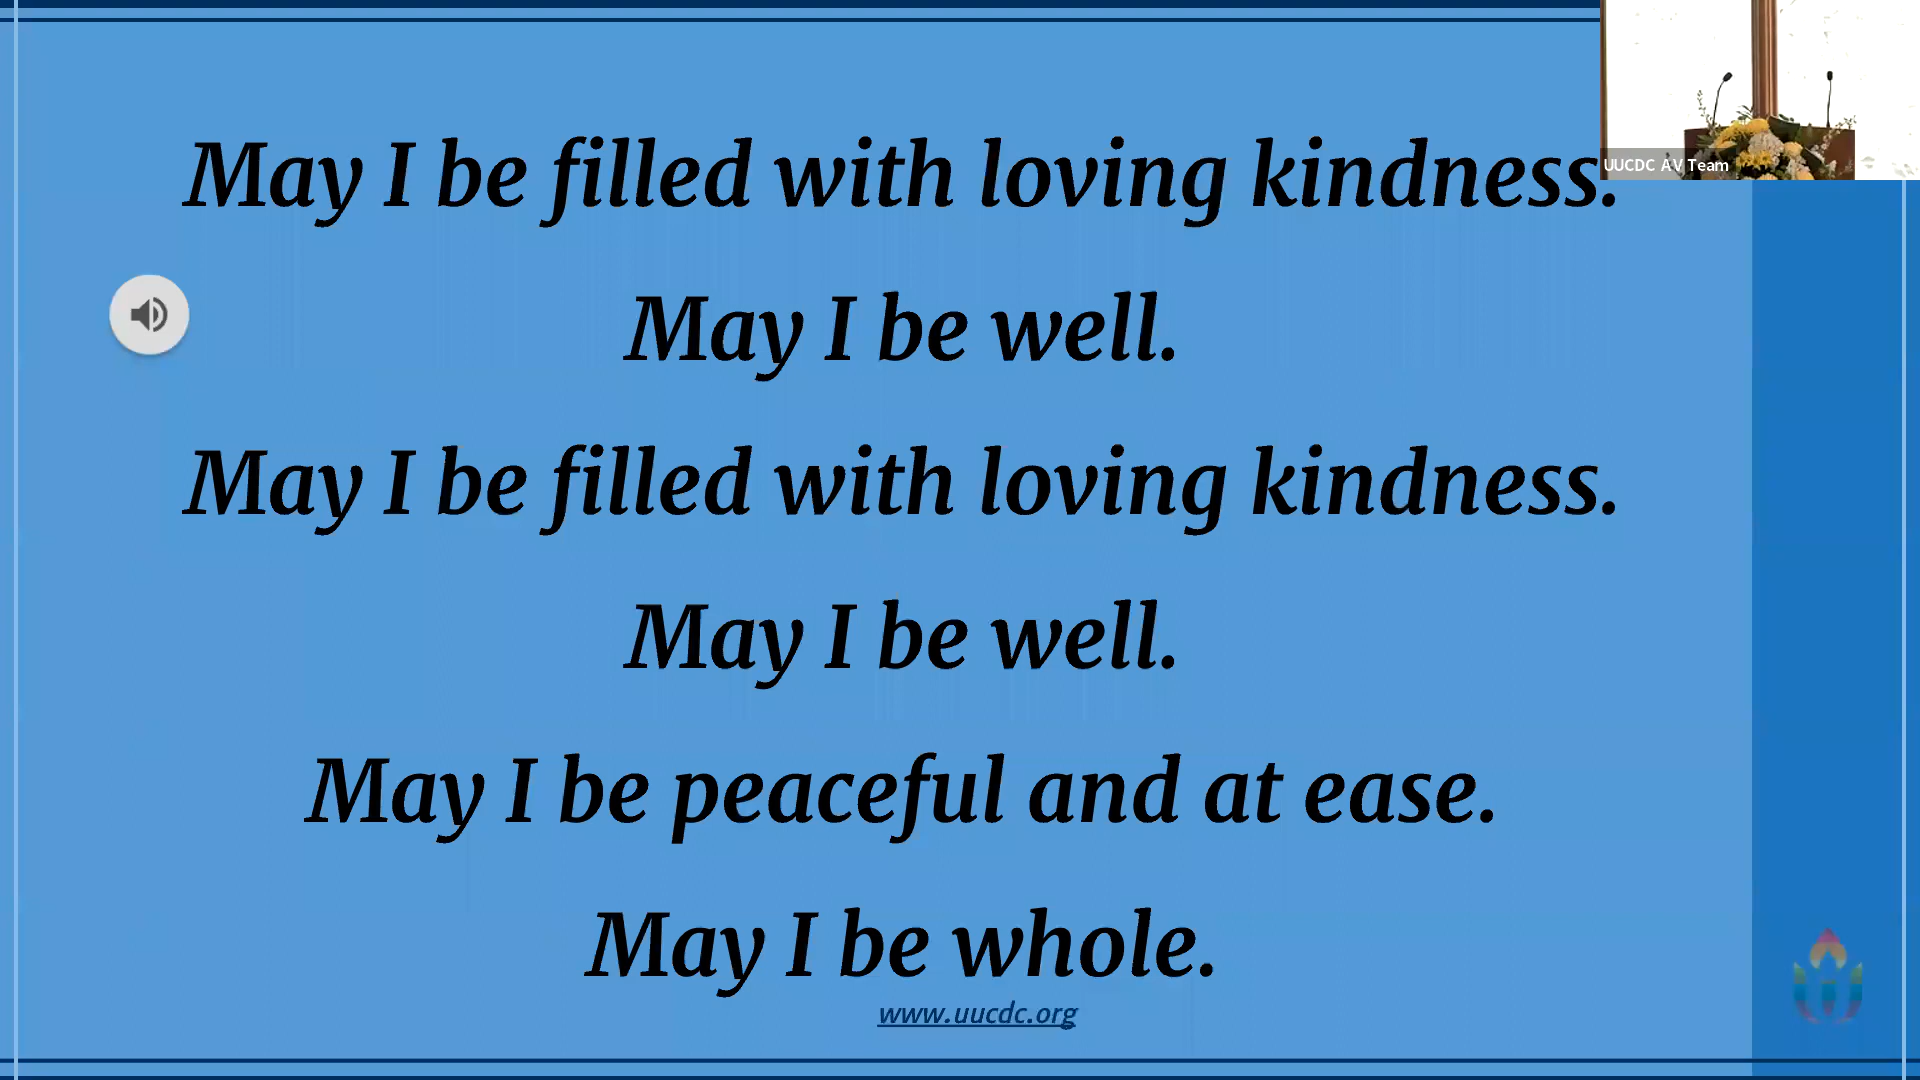 May I be filled with loving kindness.
UUCDC AV Team
May I be well.
May I be filled with loving kindness.
May I be well.
May I be peaceful and at ease.
May I be whole.
www.uucdc.org